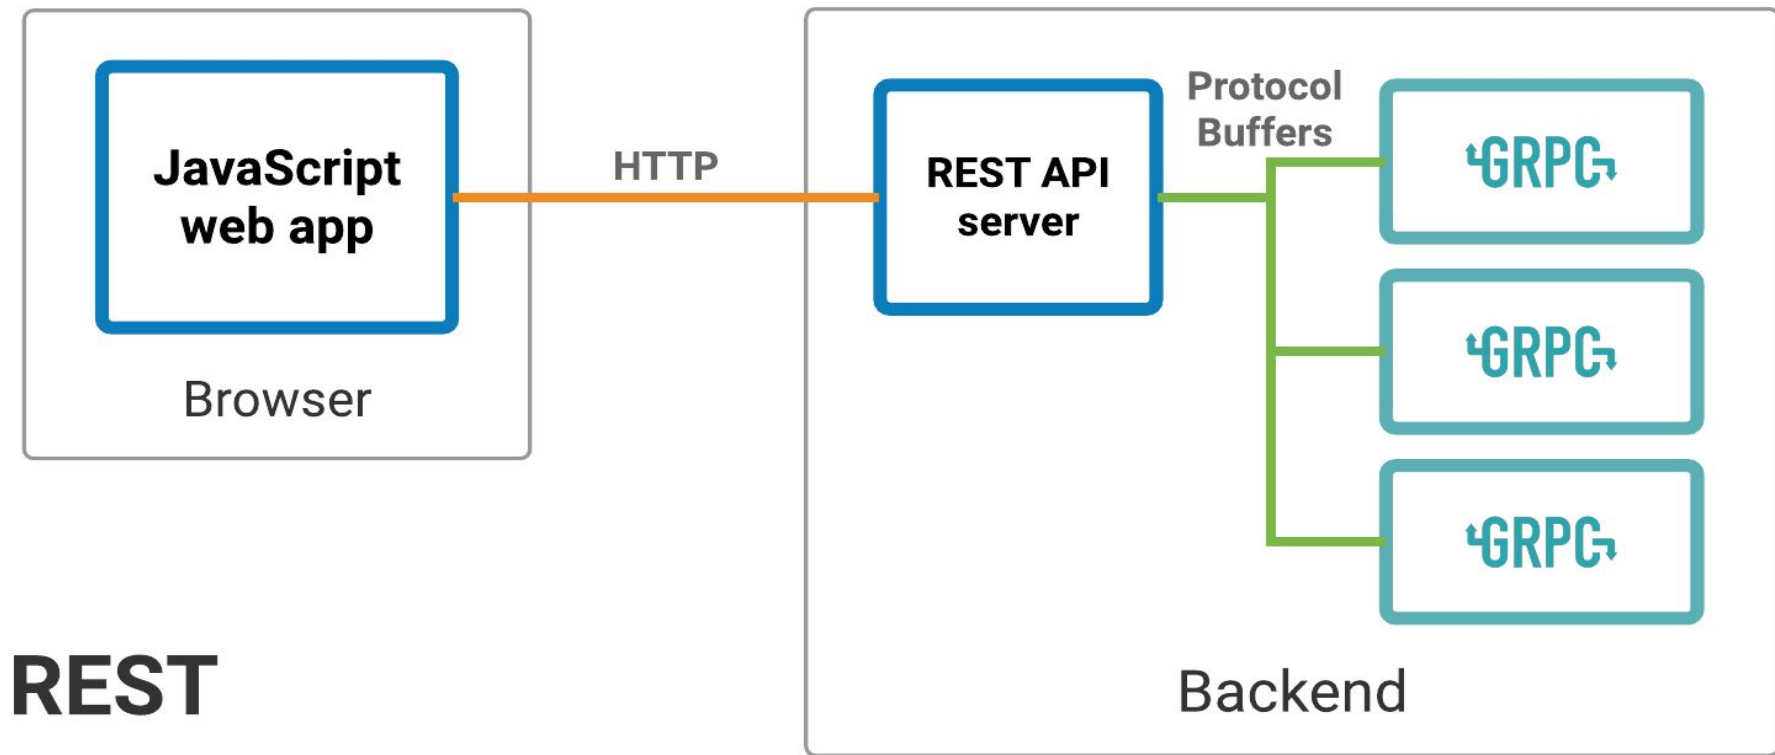 JavaScript
web app
Browser
HTTP
REST API
server
Protocol
Buffers
GRPC
GRPC
GRPC
Backend
REST